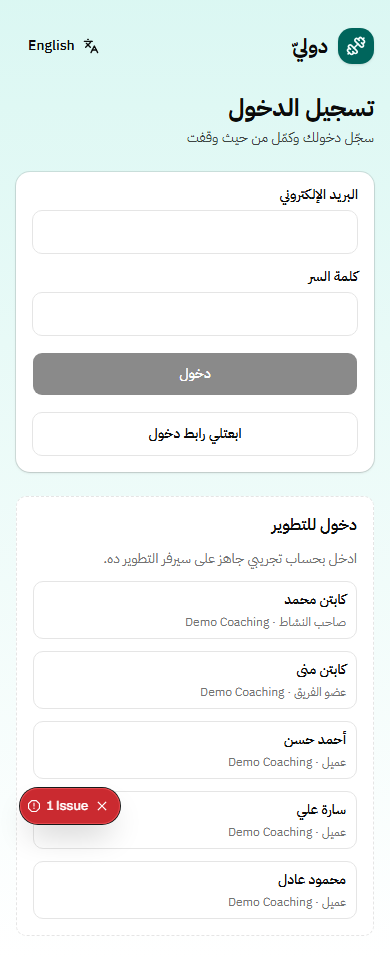 دوليّ
English
تسجيل الدخول
سجّل دخولك وكمّل من حيث وقفت
البريد الإلكتروني
كلمة السر
دخول
ابعتلي رابط دخول
دخول للتطوير
ادخل بحساب تجريبي جاهز على سيرفر التطوير ده.
كابتن محمد
صاحب النشاط · Demo Coaching
كابتن منى
عضو الفريق · Demo Coaching
أحمد حسن
عميل · Demo Coaching
سارة علي
1 Issue
عميل · Demo Coaching
محمود عادل
عميل · Demo Coaching